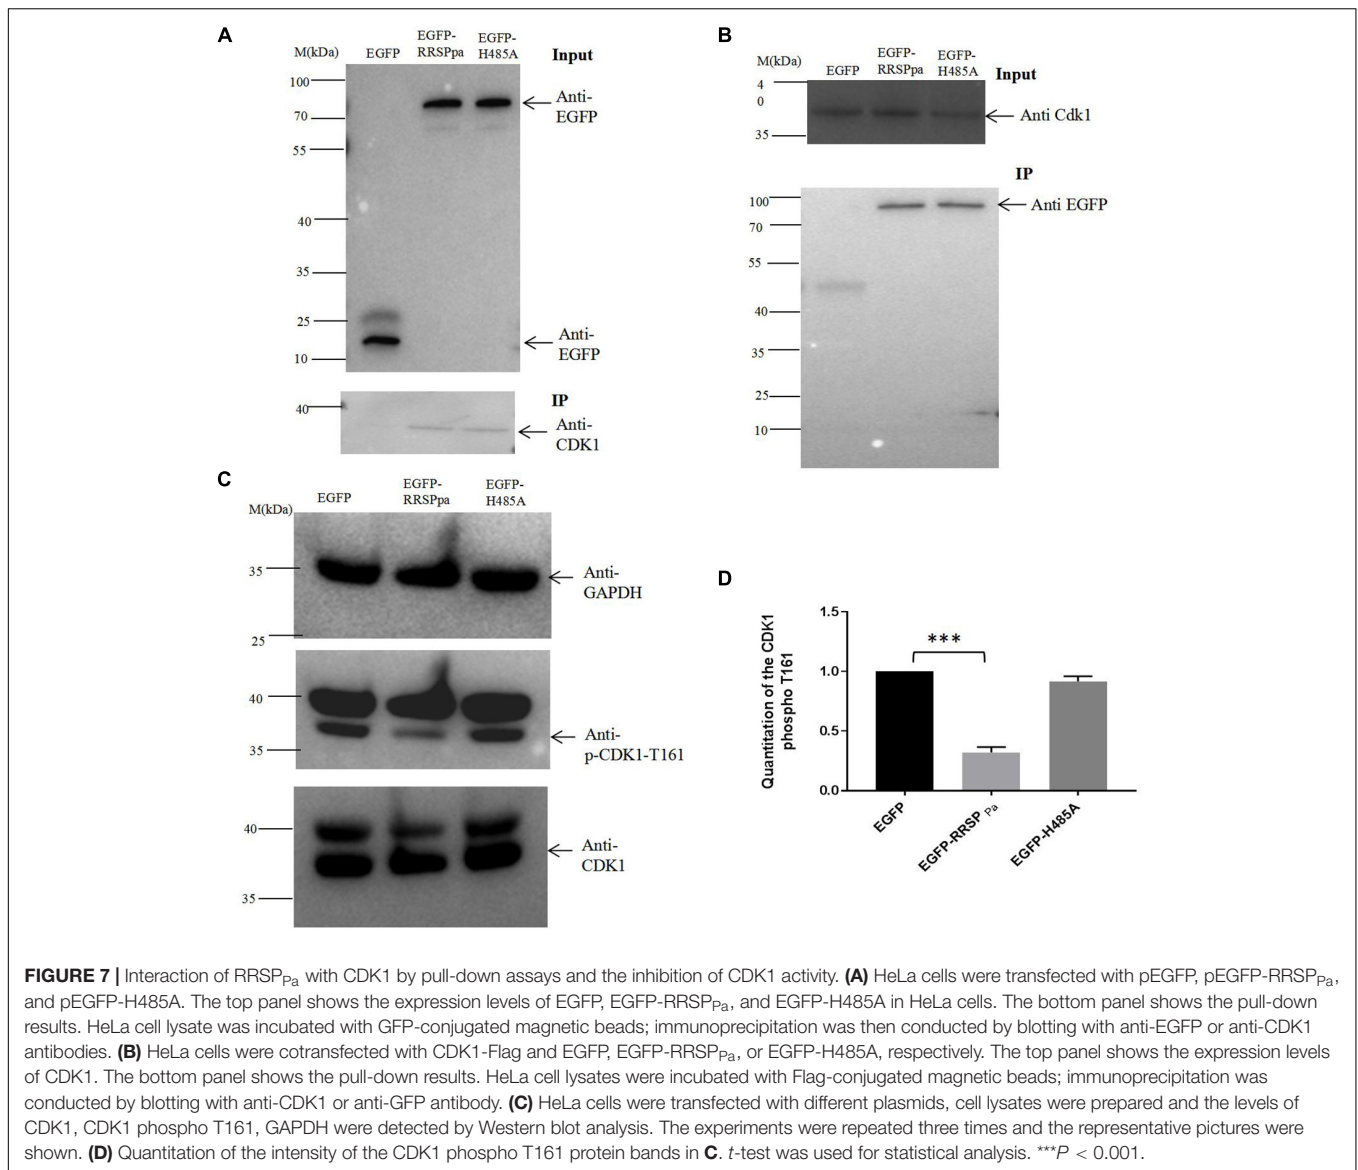 A
M(kDa)
EGFP
EGFP-
RRSPpa
EGFP-
H485A
Input
100
70
55
40
35
25
10
Anti-
EGFP
Anti-
EGFP
IP
40
Anti-
CDK1
B
M(kDa)
EGFP
EGFP-
RRSPpa
EGFP-
H485A
Input
4
0
35
Anti Cdk1
IP
100
70
55
40
35
25
10
Anti EGFP
C
M(kDa)
EGFP
EGFP-
RRSPpa
EGFP-
H485A
35
25
Anti-
GAPDH
40
35
Anti-
p-CDK1-T161
40
35
Anti-
CDK1
D
Quantitation of the CDK1
phospho T161
1.5
1.0
0.5
0.0
***
EGFP
EGFP-RRSP Pa
EGFP-H485A
FIGURE 7 | Interaction of RRSPPa with CDK1 by pull-down assays and the inhibition of CDK1 activity. (A) HeLa cells were transfected with pEGFP, pEGFP-RRSPPa,
and pEGFP-H485A. The top panel shows the expression levels of EGFP, EGFP-RRSPPa, and EGFP-H485A in HeLa cells. The bottom panel shows the pull-down
results. HeLa cell lysate was incubated with GFP-conjugated magnetic beads; immunoprecipitation was then conducted by blotting with anti-EGFP or anti-CDK1
antibodies. (B) HeLa cells were cotransfected with CDK1-Flag and EGFP, EGFP-RRSPPa, or EGFP-H485A, respectively. The top panel shows the expression levels
of CDK1. The bottom panel shows the pull-down results. HeLa cell lysates were incubated with Flag-conjugated magnetic beads; immunoprecipitation was
conducted by blotting with anti-CDK1 or anti-GFP antibody. (C) HeLa cells were transfected with different plasmids, cell lysates were prepared and the levels of
CDK1, CDK1 phospho T161, GAPDH were detected by Western blot analysis. The experiments were repeated three times and the representative pictures were
shown. (D) Quantitation of the intensity of the CDK1 phospho T161 protein bands in C. t-test was used for statistical analysis. ***P < 0.001.